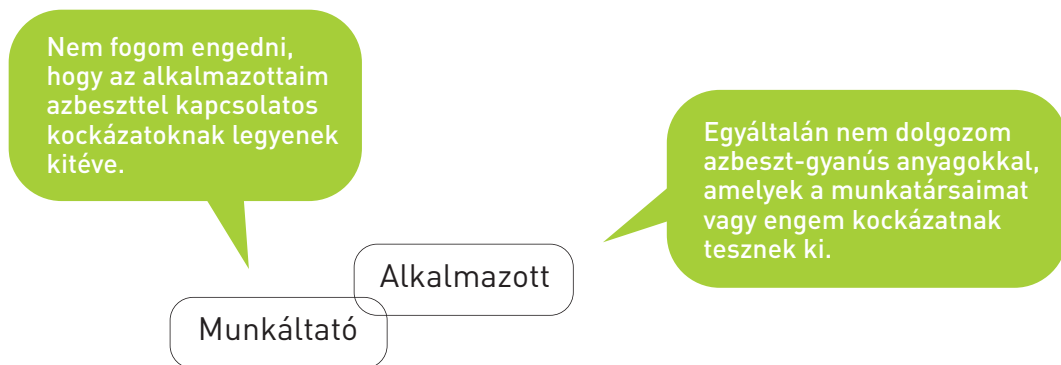 Nem fogom engedni,
hogy az alkalmazottaim
azbeszttel kapcsolatos
kockázatoknak legyenek
kitéve.
Egyáltalán nem dolgozom
azbeszt-gyanús anyagokkal,
amelyek a munkatársaimat
vagy engem kockázatnak
tesznek ki.
Alkalmazott
Munkáltató